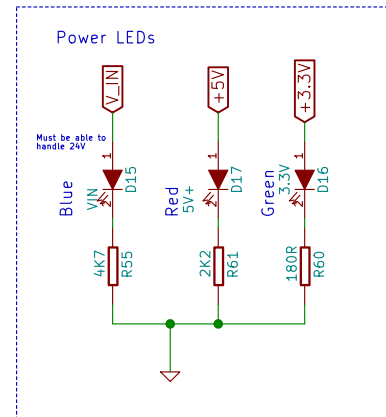 Power LEDs
V_IN
+5V
+3.3V
Must be able to
handle 24V
1
1
1
Blue
VIN
2
D15
Red
5V+
2
D17
Green
3.3V
2
D16
4K7
R55
2K2
R61
180R
R60